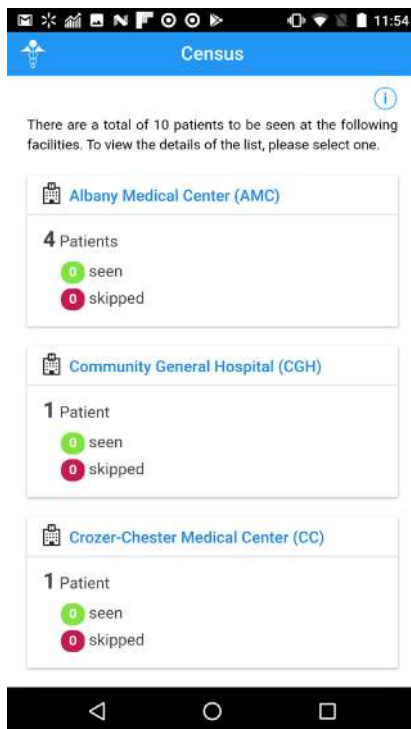 11:54
Census
There are a total of 10 patients to be seen at the following
facilities. To view the details of the list, please select one.
Albany Medical Center (AMC)
4 Patients
0 seen
0 skipped
Community General Hospital (CGH)
1 Patient
0 seen
0 skipped
Crozer-Chester Medical Center (CC)
1 Patient
0 seen
0 skipped